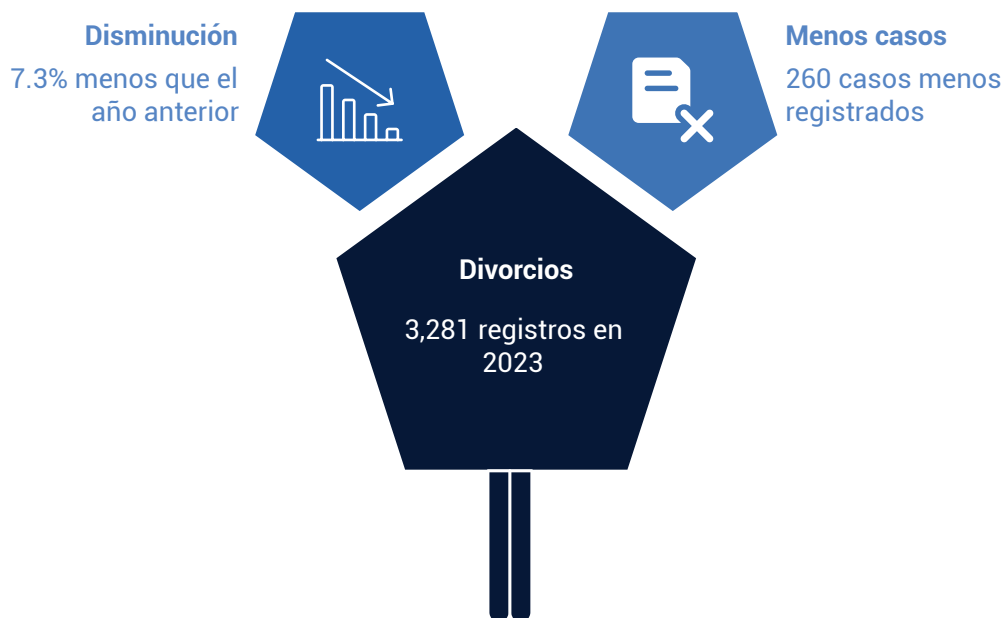 Disminución
7.3% menos que el
año anterior
Menos casos
260 casos menos
registrados
Divorcios
3,281 registros en
2023